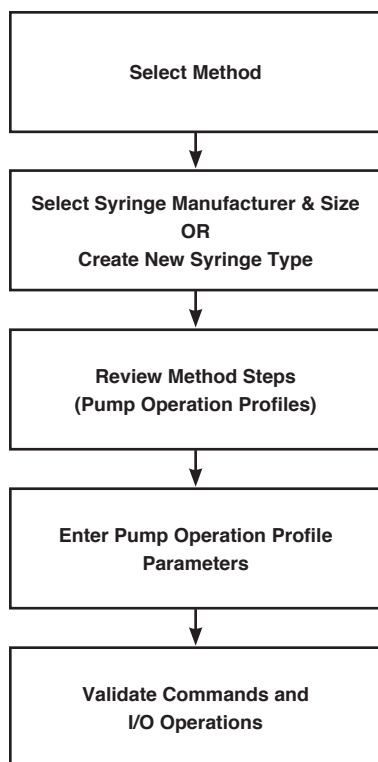 Select Method
Select Syringe Manufacturer & Size
OR
Create New Syringe Type
Review Method Steps
(Pump Operation Profiles)
Enter Pump Operation Profile
Parameters
Validate Commands and
I/O Operations